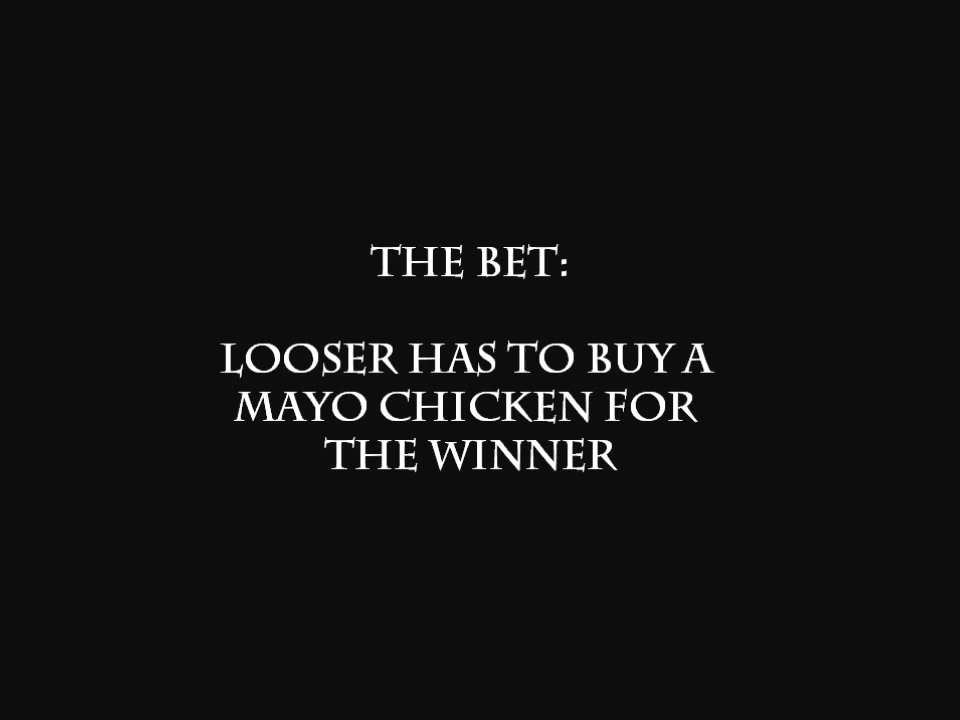 THE BET:
LOOSER HAS TO BUY A
MAYO CHICKEN FOR
THE WINNER